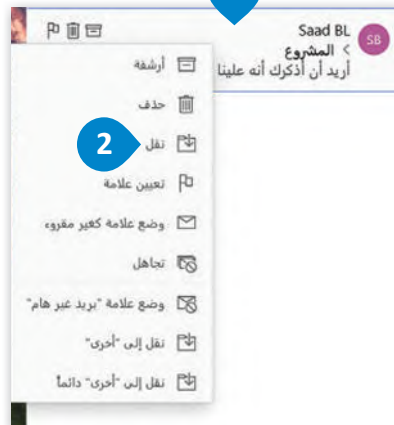 Saad BL
SB
> المشروع
أريد أن أذكرك أنه علينا
أرشفة
حذف
2
نقل
تعيين علامة
وضع علامة كغير مقروء
تجاهل
وضع علامة "بريد غير هام"
نقل إلى "أخرى"
نقل إلى "أخرى" دائماً